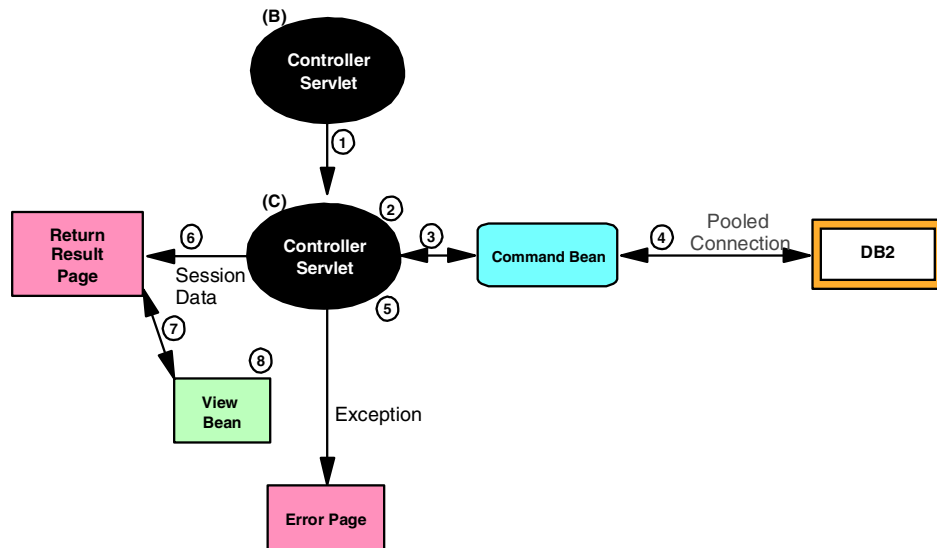 (B)
Controller
Servlet
1
(C)
2
Controller
Servlet
5
3
Command Bean
4
Pooled
Connection
DB2
6
Session
Data
Return
Result
Page
7
8
View
Bean
Exception
Error Page